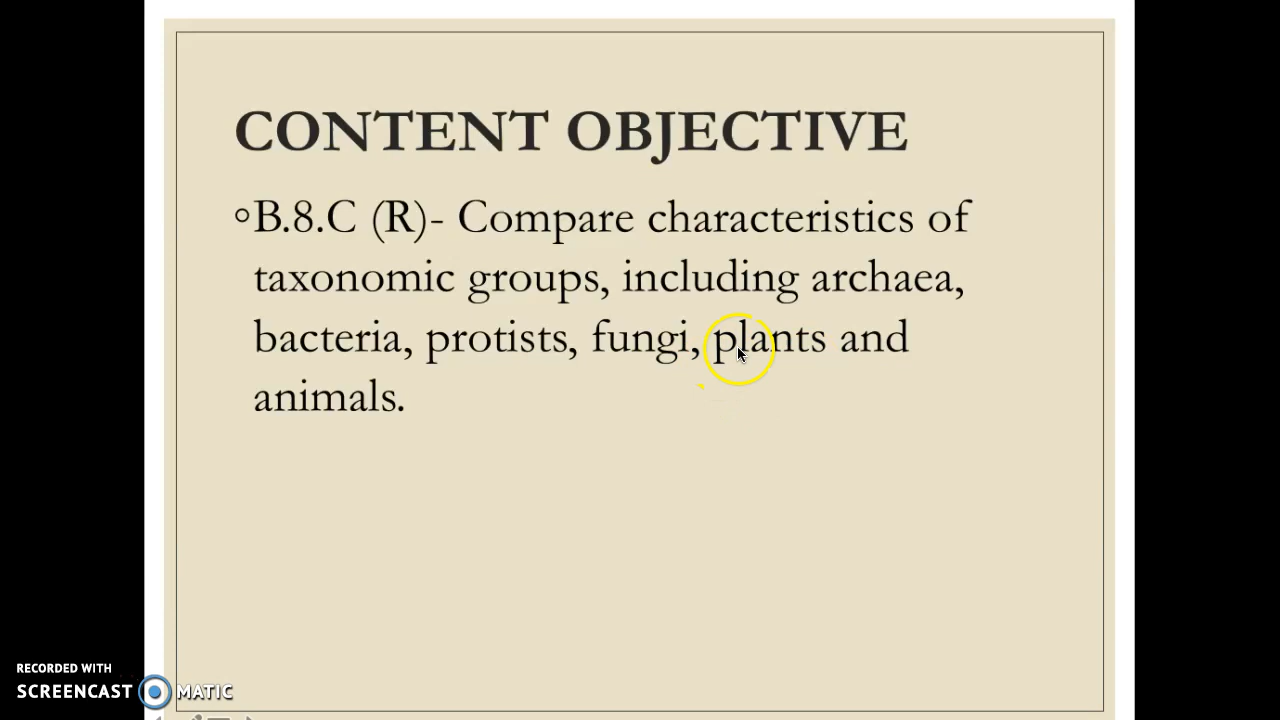 CONTENT OBJECTIVE
◦B.8.C (R)- Compare characteristics of
taxonomic groups, including archaea,
bacteria, protists, fungi, plants and
animals.
RECORDED WITH
SCREENCAST MATIC